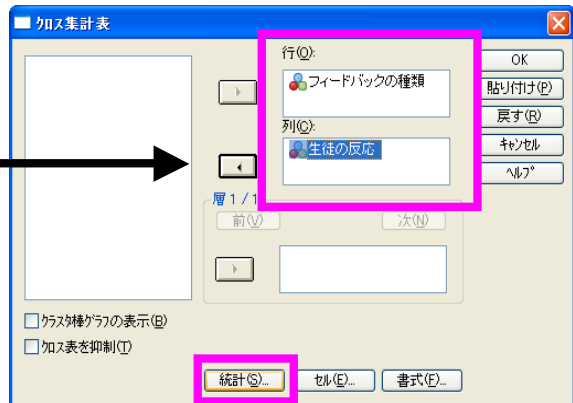 クロス集計表
行(O):
フィードバックの種類
列(C):
生徒の反応
OK
貼り付け(P)
戻す(R)
キャンセル
ヘルプ
層 1 / 1
前(V)
次(N)
クラスタ棒グラフの表示(B)
クロス表を抑制(T)
統計(S)...
セル(E)...
書式(F)...